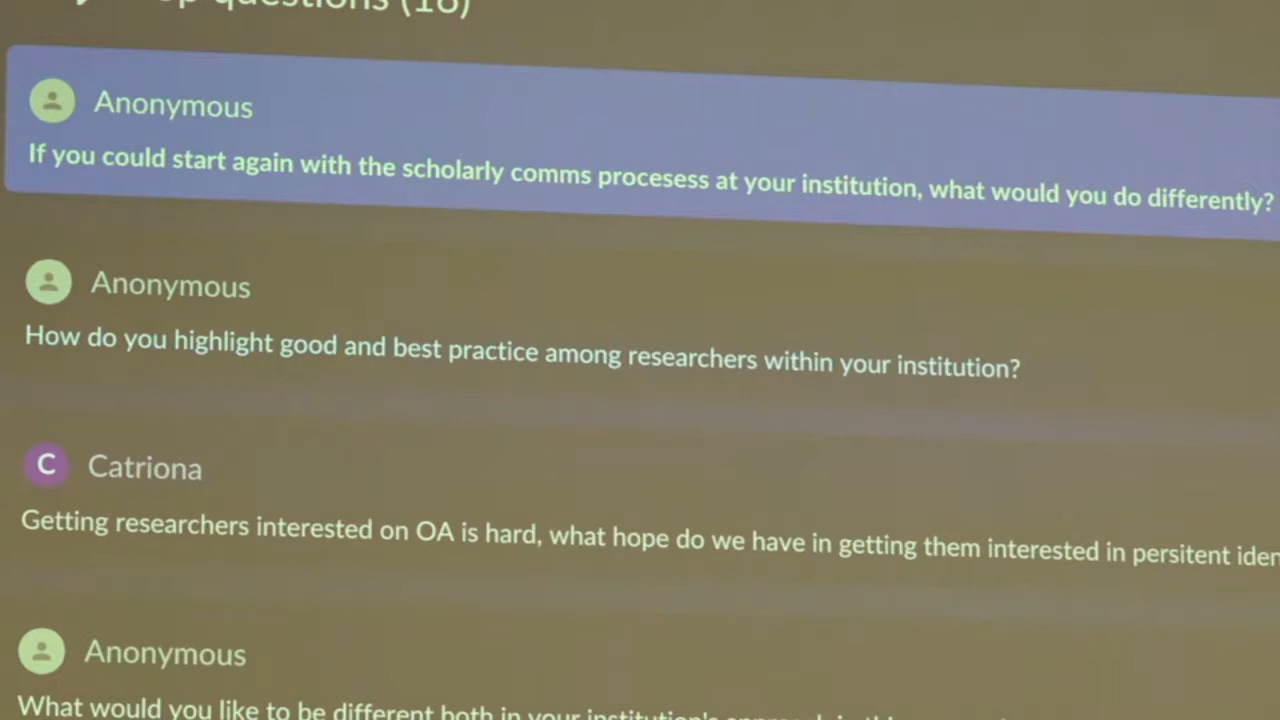 questions (18)
Anonymous
If you could start again with the scholarly comms procesess at your institution, what would you do differently?
Anonymous
How do you highlight good and best practice among researchers within your institution?
C Catriona
Getting researchers interested on OA is hard, what hope do we have in getting them interested in persitent
Anonymous
What would you like to be different both in your institution's